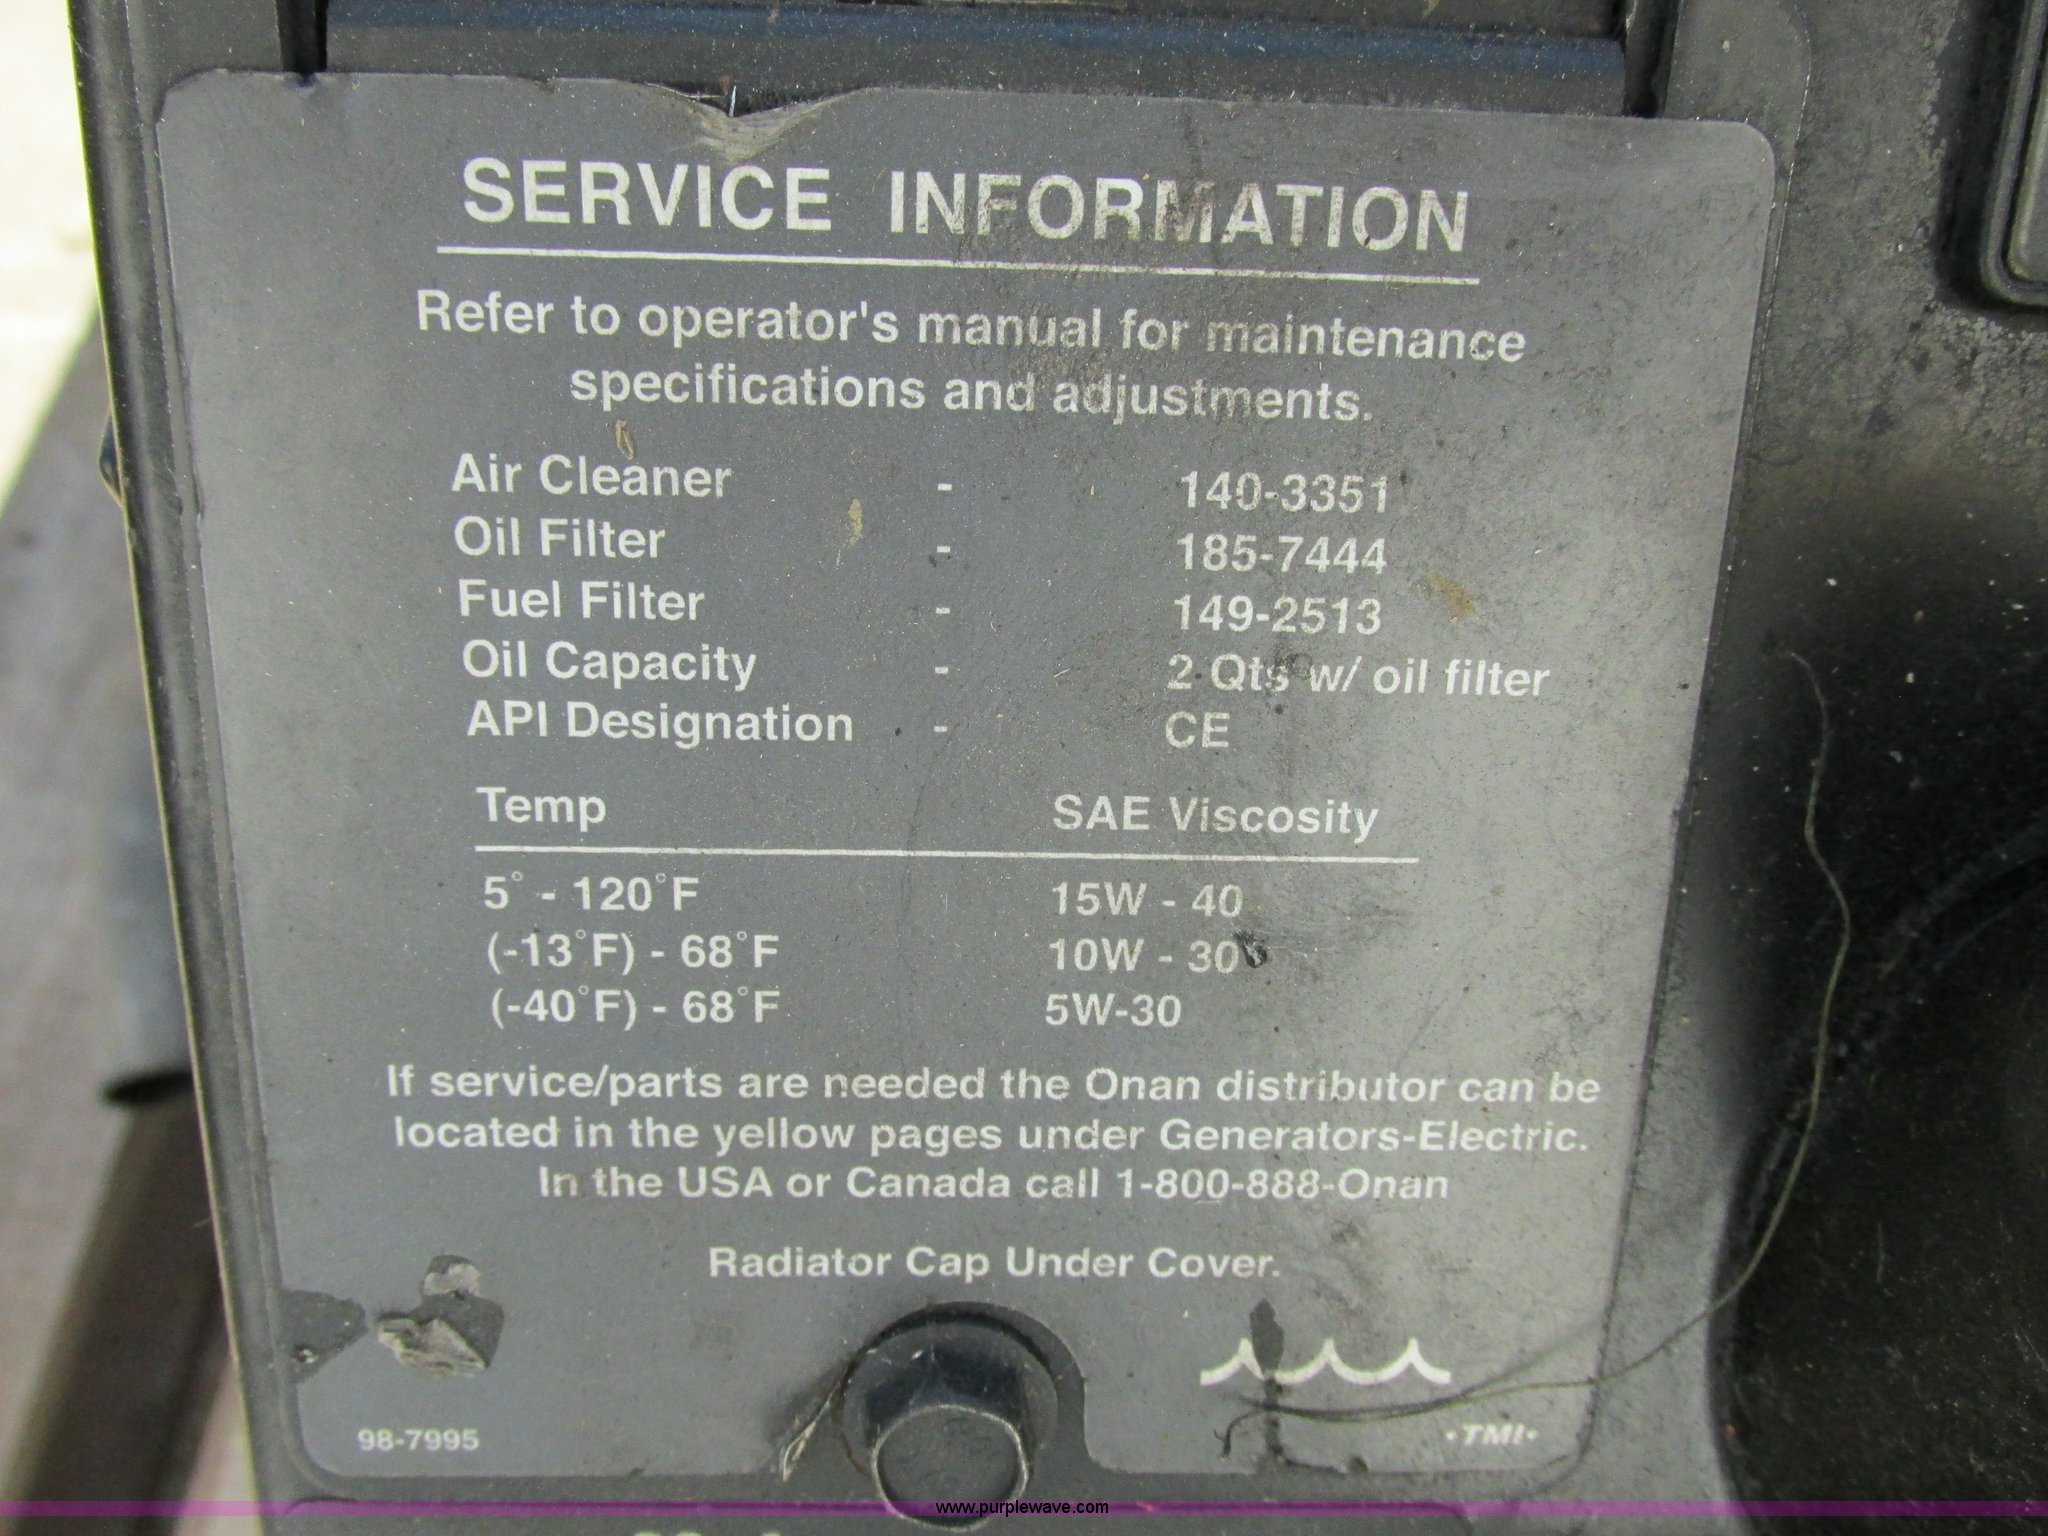 SERVICE INFORMATION
Refer to operator's manual for maintenance
specifications and adjustments.
Air Cleaner - 140-3351
Oil Filter - 185-7444
Fuel Filter - 149-2513
Oil Capacity - 2 Qts w/ oil filter
API Designation - CE
Temp SAE Viscosity
5° - 120°F 15W - 40
(-13°F) - 68°F 10W - 30
(-40°F) - 68°F 5W-30
If service/parts are needed the Onan distributor can be
located in the yellow pages under Generators-Electric.
In the USA or Canada call 1-800-888-Onan
Radiator Cap Under Cover.
98-7995
·TMI·
www.purplewave.com